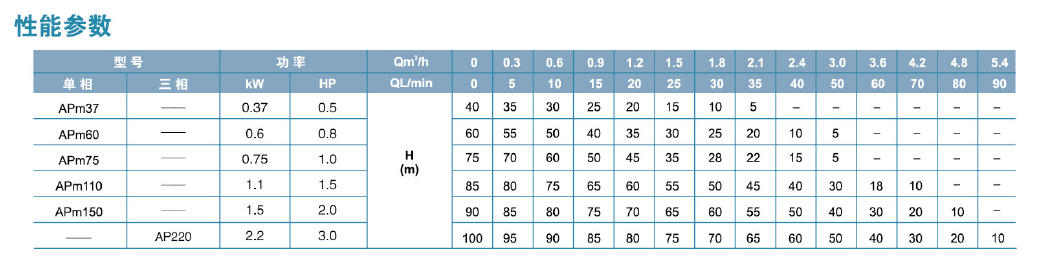 性能参数
型号 功率 Qm³/h 0 0.3 0.6 0.9 1.2 1.5 1.8 2.1 2.4 3.0 3.6 4.2 4.8 5.4
单相 三相 kW HP QL/min 0 5 10 15 20 25 30 35 40 50 60 70 80 90
APm37 —— 0.37 0.5 40 35 30 25 20 15 10 5 – – – – – –
APm60 —— 0.6 0.8 60 55 50 40 35 30 25 20 10 5 – – – –
APm75 —— 0.75 1.0 75 70 60 50 45 35 28 22 15 5 – – – –
H
(m)
APm110 —— 1.1 1.5 85 80 75 65 60 55 50 45 40 30 18 10 – –
APm150 —— 1.5 2.0 90 85 80 75 70 65 60 55 50 40 30 20 10 –
—— AP220 2.2 3.0 100 95 90 85 80 75 70 65 60 50 40 30 20 10